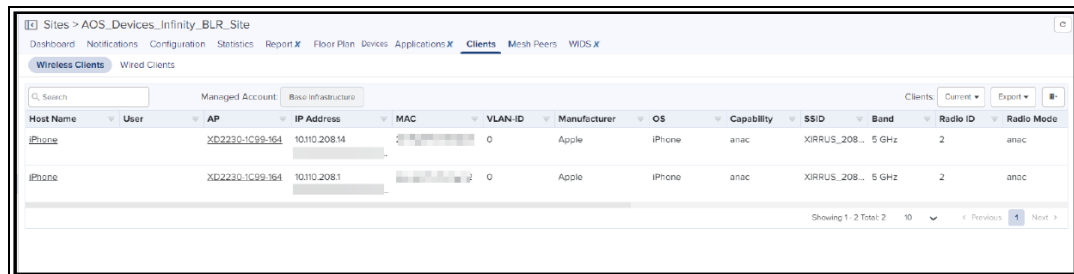 Sites > AOS_Devices_Infinity_BLR_Site
Dashboard Notifications Configuration Statistics Report X Floor Plan Devices Applications X Clients Mesh Peers WIDS X
Wireless Clients Wired Clients
Search Managed Account: Base Infrastructure Clients: Current Export
Host Name User AP IP Address MAC VLAN-ID Manufacturer OS Capability SSID Band Radio ID Radio Mode
iPhone XD2230-1C99-164 10.110.208.14 0 Apple iPhone anac XIRRUS_208... 5 GHz 2 anac
iPhone XD2230-1C99-164 10.110.208.1 0 Apple iPhone anac XIRRUS_208... 5 GHz 2 anac
Showing 1 - 2 Total: 2 10 < Previous 1 Next >